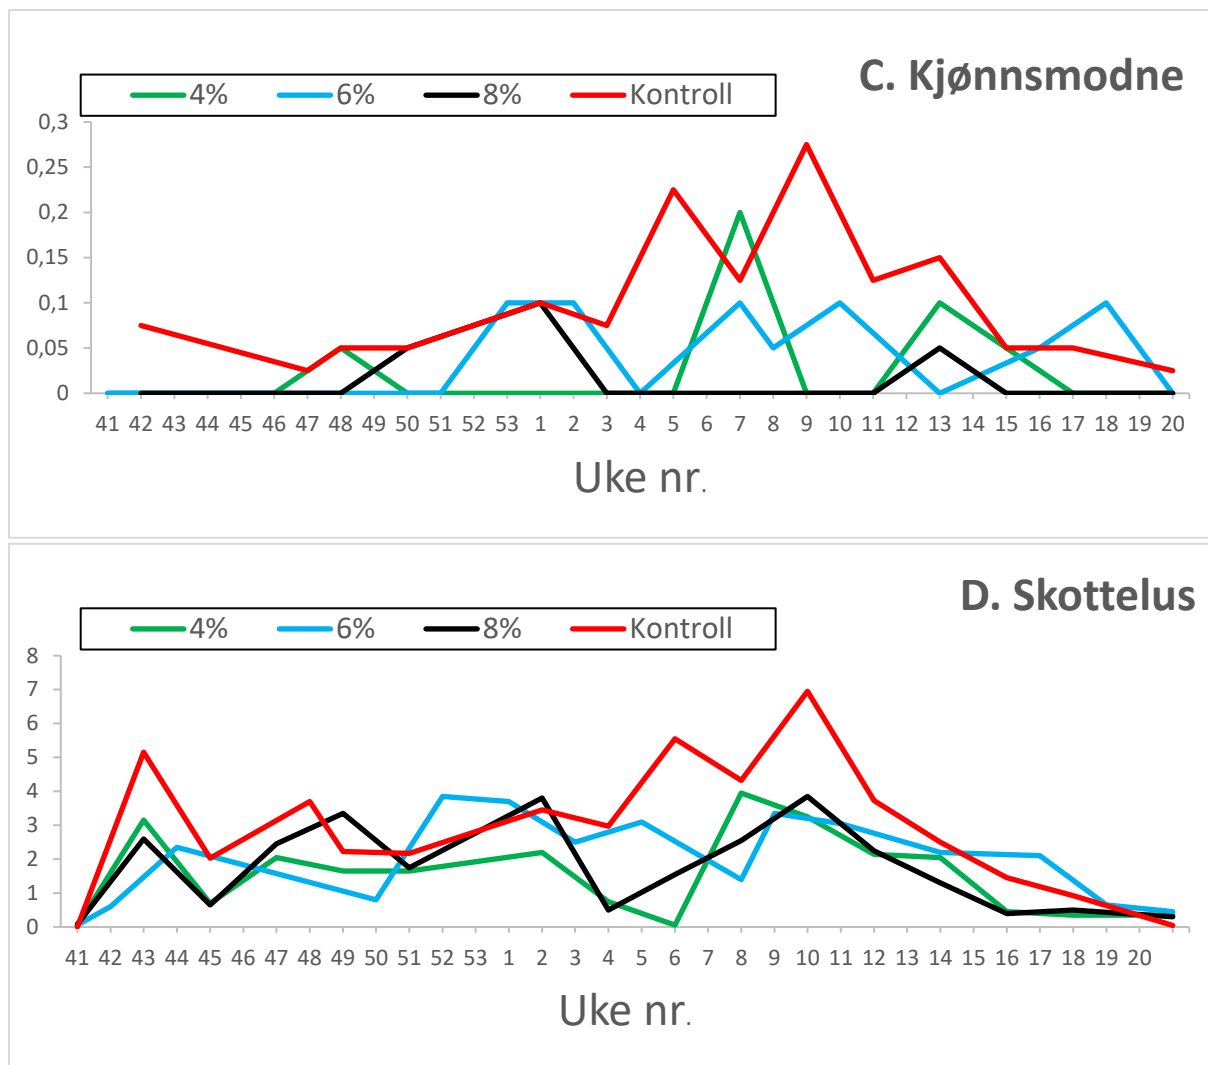 C. Kjønnsmodne
4% 6% 8% Kontroll
0,3
0,25
0,2
0,15
0,1
0,05
0
41 42 43 44 45 46 47 48 49 50 51 52 53 1 2 3 4 5 6 7 8 9 10 11 12 13 14 15 16 17 18 19 20
Uke nr.
D. Skottelus
4% 6% 8% Kontroll
8
7
6
5
4
3
2
1
0
41 42 43 44 45 46 47 48 49 50 51 52 53 1 2 3 4 5 6 7 8 9 10 11 12 13 14 15 16 17 18 19 20
Uke nr.